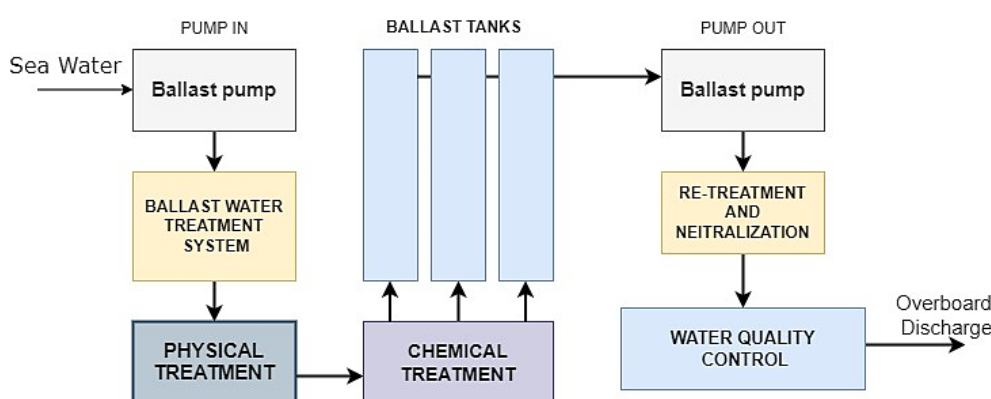 PUMP IN
BALLAST TANKS
PUMP OUT
Sea Water
Ballast pump
Ballast pump
BALLAST WATER
TREATMENT
SYSTEM
RE-TREATMENT
AND
NEITRALIZATION
PHYSICAL
TREATMENT
CHEMICAL
TREATMENT
WATER QUALITY
CONTROL
Overboard
Discharge